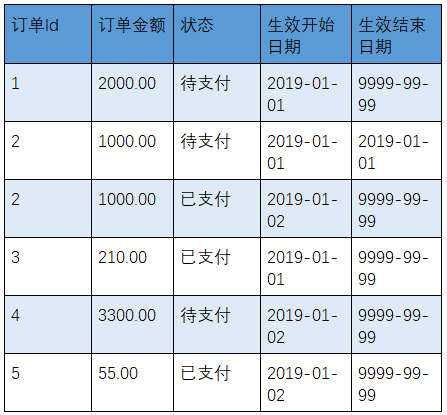 订单Id 订单金额 状态 生效开始日期 生效结束日期
1 2000.00 待支付 2019-01-01 9999-99-99
2 1000.00 待支付 2019-01-01 2019-01-01
2 1000.00 已支付 2019-01-02 9999-99-99
3 210.00 已支付 2019-01-01 9999-99-99
4 3300.00 待支付 2019-01-02 9999-99-99
5 55.00 已支付 2019-01-02 9999-99-99